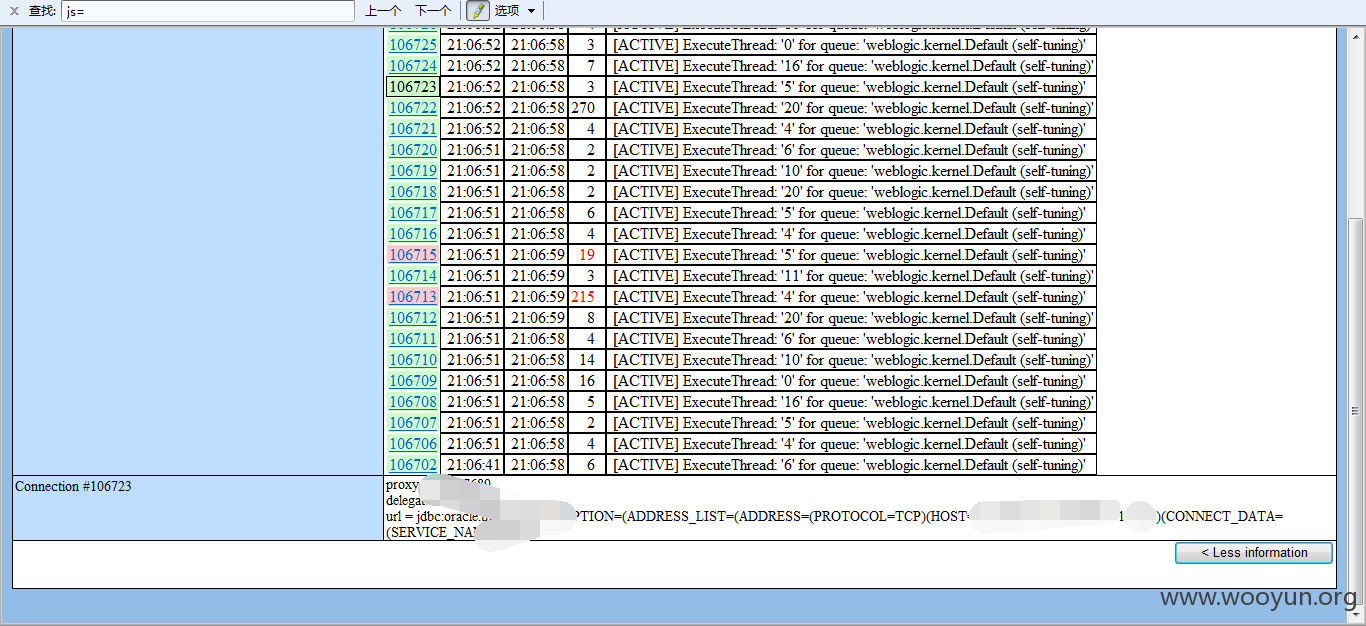 x 查找: js= 上一个 下一个 选项
106725 21:06:52 21:06:58 3 [ACTIVE] ExecuteThread: '0' for queue: 'weblogic.kernel.Default (self-tuning)'
106724 21:06:52 21:06:58 7 [ACTIVE] ExecuteThread: '16' for queue: 'weblogic.kernel.Default (self-tuning)'
106723 21:06:52 21:06:58 3 [ACTIVE] ExecuteThread: '5' for queue: 'weblogic.kernel.Default (self-tuning)'
106722 21:06:52 21:06:58 270 [ACTIVE] ExecuteThread: '20' for queue: 'weblogic.kernel.Default (self-tuning)'
106721 21:06:52 21:06:58 4 [ACTIVE] ExecuteThread: '4' for queue: 'weblogic.kernel.Default (self-tuning)'
106720 21:06:51 21:06:58 2 [ACTIVE] ExecuteThread: '6' for queue: 'weblogic.kernel.Default (self-tuning)'
106719 21:06:51 21:06:58 2 [ACTIVE] ExecuteThread: '10' for queue: 'weblogic.kernel.Default (self-tuning)'
106718 21:06:51 21:06:58 2 [ACTIVE] ExecuteThread: '20' for queue: 'weblogic.kernel.Default (self-tuning)'
106717 21:06:51 21:06:58 6 [ACTIVE] ExecuteThread: '5' for queue: 'weblogic.kernel.Default (self-tuning)'
106716 21:06:51 21:06:58 4 [ACTIVE] ExecuteThread: '4' for queue: 'weblogic.kernel.Default (self-tuning)'
106715 21:06:51 21:06:59 19 [ACTIVE] ExecuteThread: '5' for queue: 'weblogic.kernel.Default (self-tuning)'
106714 21:06:51 21:06:59 3 [ACTIVE] ExecuteThread: '11' for queue: 'weblogic.kernel.Default (self-tuning)'
106713 21:06:51 21:06:59 215 [ACTIVE] ExecuteThread: '4' for queue: 'weblogic.kernel.Default (self-tuning)'
106712 21:06:51 21:06:59 8 [ACTIVE] ExecuteThread: '20' for queue: 'weblogic.kernel.Default (self-tuning)'
106711 21:06:51 21:06:58 4 [ACTIVE] ExecuteThread: '6' for queue: 'weblogic.kernel.Default (self-tuning)'
106710 21:06:51 21:06:58 14 [ACTIVE] ExecuteThread: '10' for queue: 'weblogic.kernel.Default (self-tuning)'
106709 21:06:51 21:06:58 16 [ACTIVE] ExecuteThread: '0' for queue: 'weblogic.kernel.Default (self-tuning)'
106708 21:06:51 21:06:58 5 [ACTIVE] ExecuteThread: '16' for queue: 'weblogic.kernel.Default (self-tuning)'
106707 21:06:51 21:06:58 2 [ACTIVE] ExecuteThread: '5' for queue: 'weblogic.kernel.Default (self-tuning)'
106706 21:06:51 21:06:58 4 [ACTIVE] ExecuteThread: '4' for queue: 'weblogic.kernel.Default (self-tuning)'
106702 21:06:41 21:06:58 6 [ACTIVE] ExecuteThread: '6' for queue: 'weblogic.kernel.Default (self-tuning)'
Connection #106723
proxy
delegat
url = jdbc:oracle: PTION=(ADDRESS_LIST=(ADDRESS=(PROTOCOL=TCP)(HOST= 1 )(CONNECT_DATA=
(SERVICE_NA
< Less information
www.wooyun.org